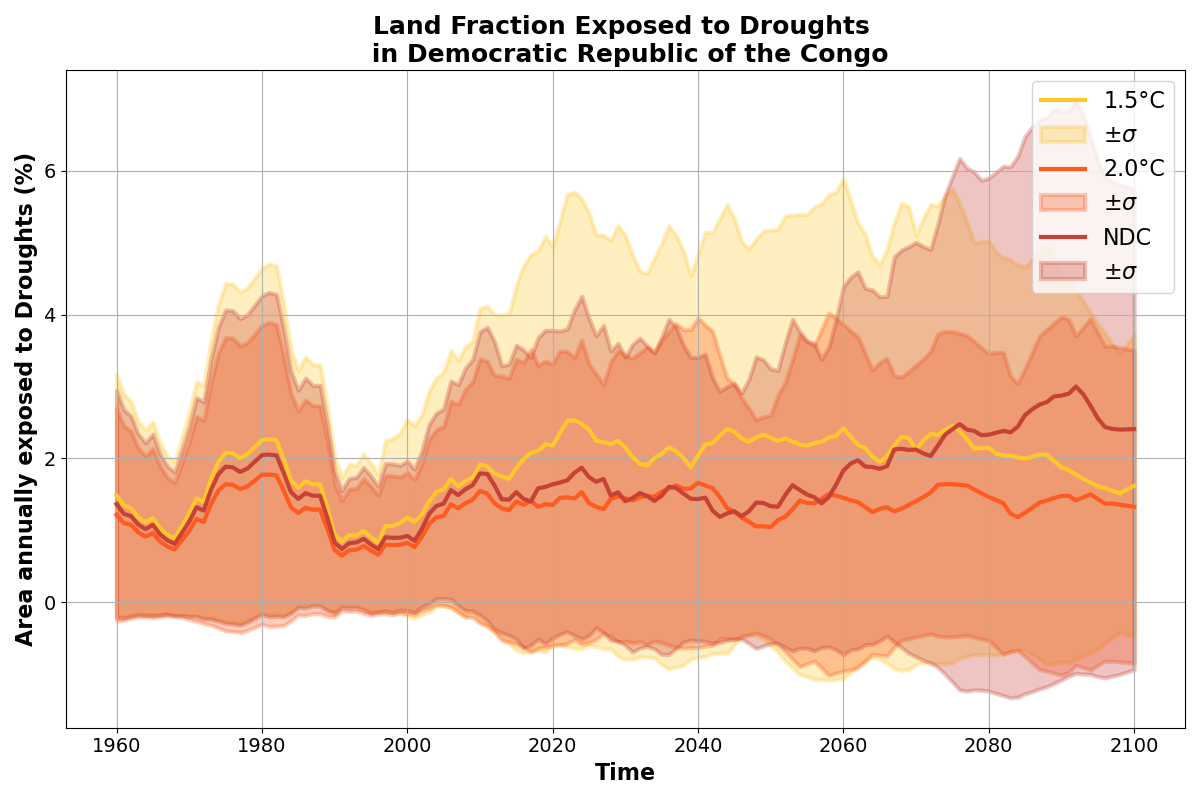 Land Fraction Exposed to Droughts
in Democratic Republic of the Congo
Area annually exposed to Droughts (%)
6
4
2
0
1.5°C
±σ
2.0°C
±σ
NDC
±σ
1960
1980
2000
2020
2040
2060
2080
2100
Time